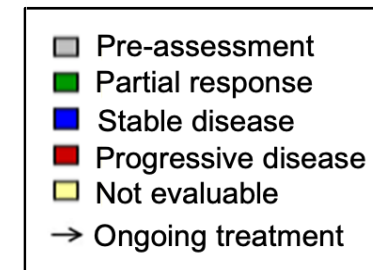 Pre-assessment
Partial response
Stable disease
Progressive disease
Not evaluable
Ongoing treatment